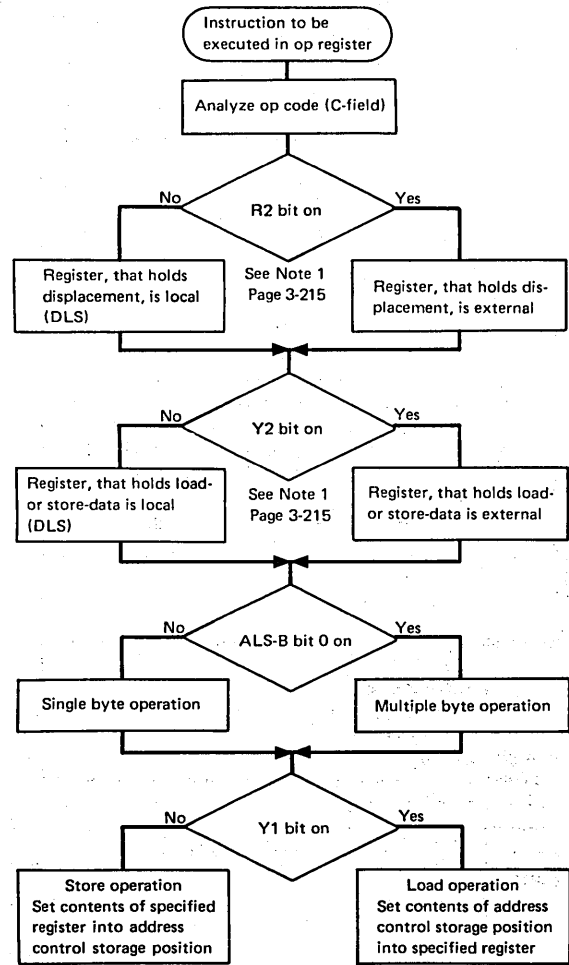 Instruction to be
executed in op register
Analyze op code (C-field)
No
Yes
R2 bit on
Register, that holds
displacement, is local
(DLS)
See Note 1
Page 3-215
Register, that holds dis-
placement, is external
No
Yes
Y2 bit on
Register, that holds load-
or store-data is local
(DLS)
See Note 1
Page 3-215
Register, that holds load-
or store-data is external
No
Yes
ALS-B bit 0 on
Single byte operation
Multiple byte operation
No
Yes
Y1 bit on
Store operation
Set contents of specified
register into address
control storage position
Load operation
Set contents of address
control storage position
into specified register